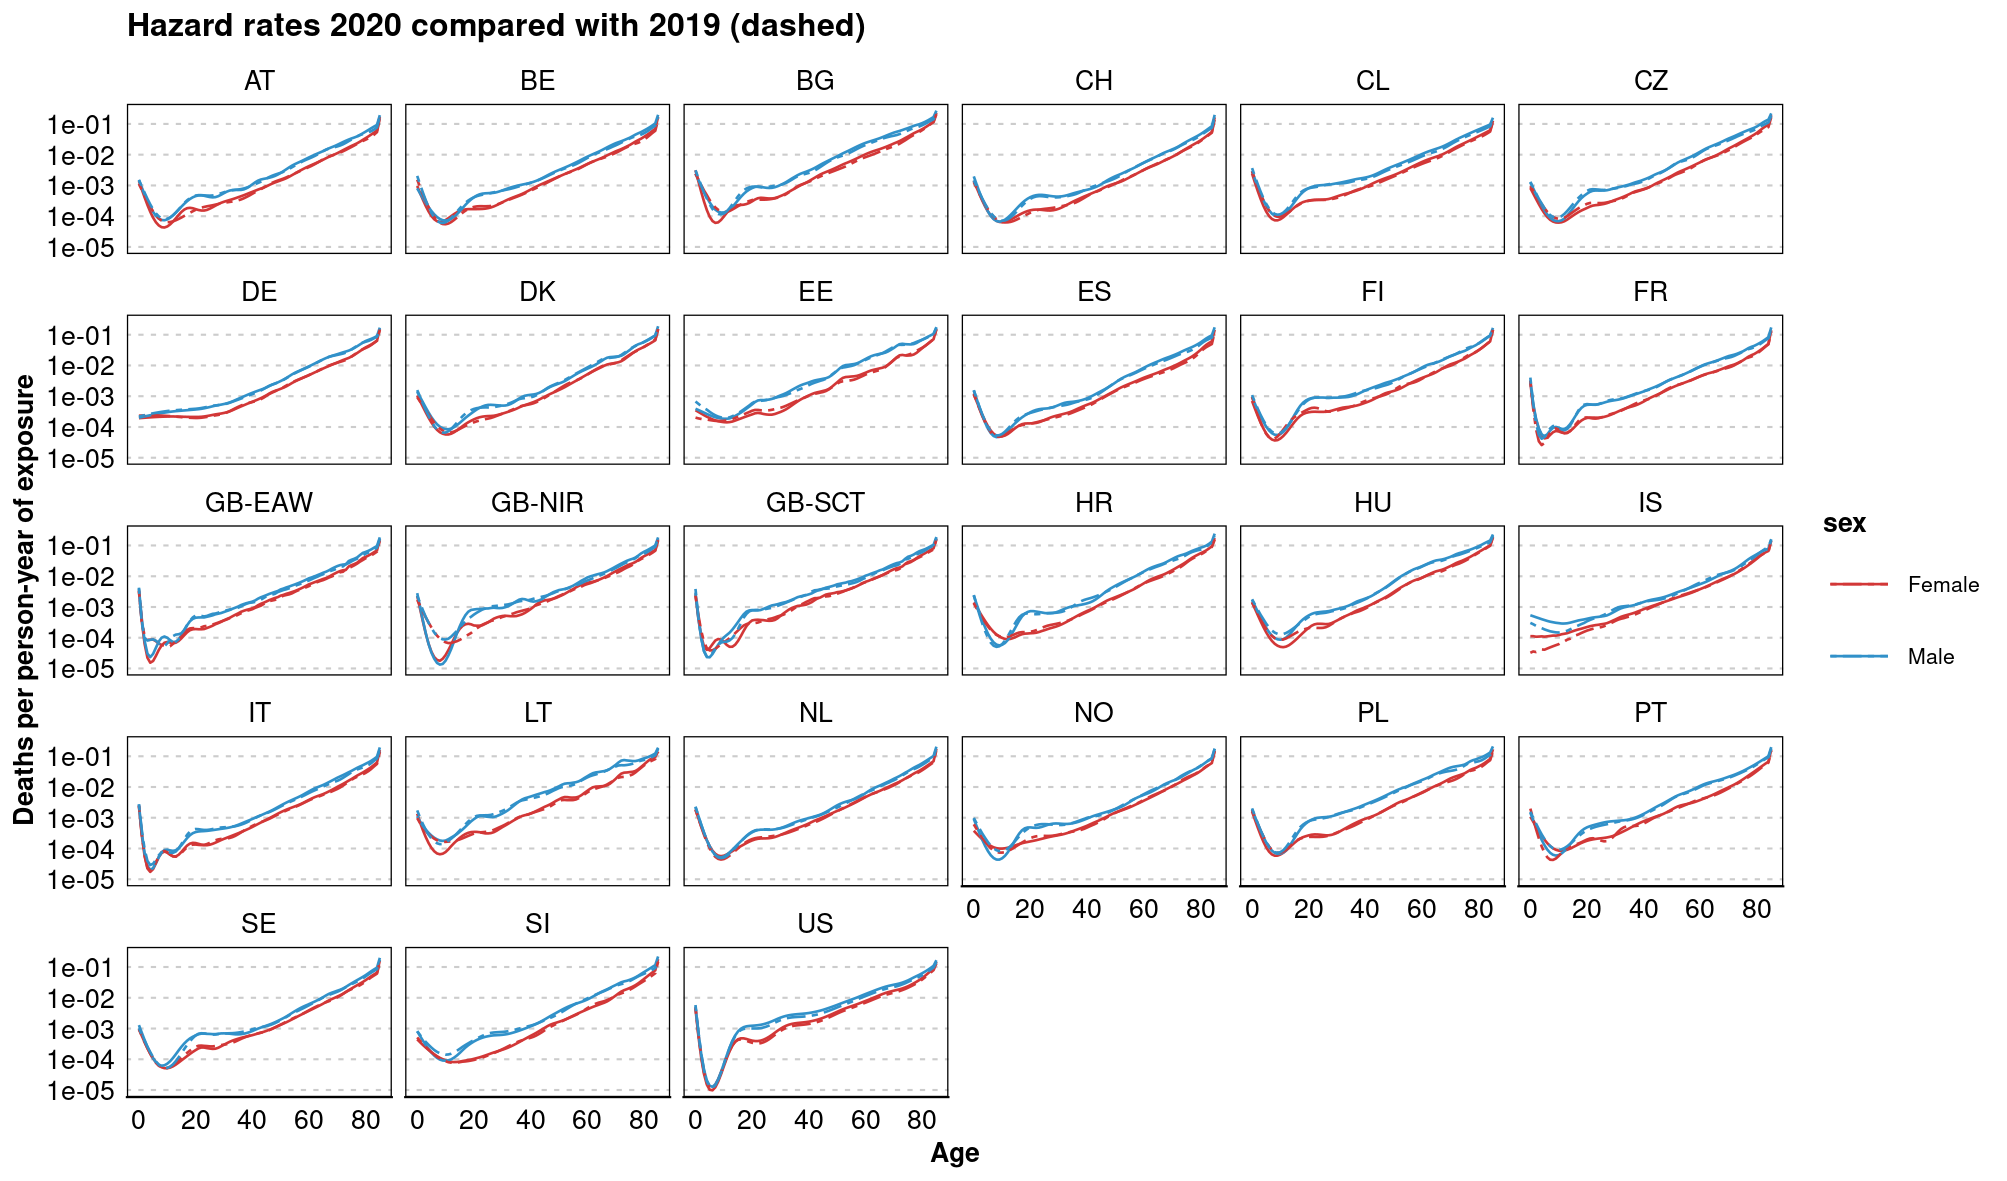 Hazard rates 2020 compared with 2019 (dashed)
AT BE BG CH CL CZ
1e-01
1e-02
1e-03
1e-04
1e-05
DE DK EE ES FI FR
1e-01
1e-02
1e-03
1e-04
1e-05
GB-EAW GB-NIR GB-SCT HR HU IS
1e-01
1e-02
1e-03
1e-04
1e-05
IT LT NL NO PL PT
1e-01
1e-02
1e-03
1e-04
1e-05
0 20 40 60 80 0 20 40 60 80 0 20 40 60 80
SE SI US
1e-01
1e-02
1e-03
1e-04
1e-05
0 20 40 60 80 0 20 40 60 80 0 20 40 60 80
Age
Deaths per person-year of exposure
sex
Female
Male